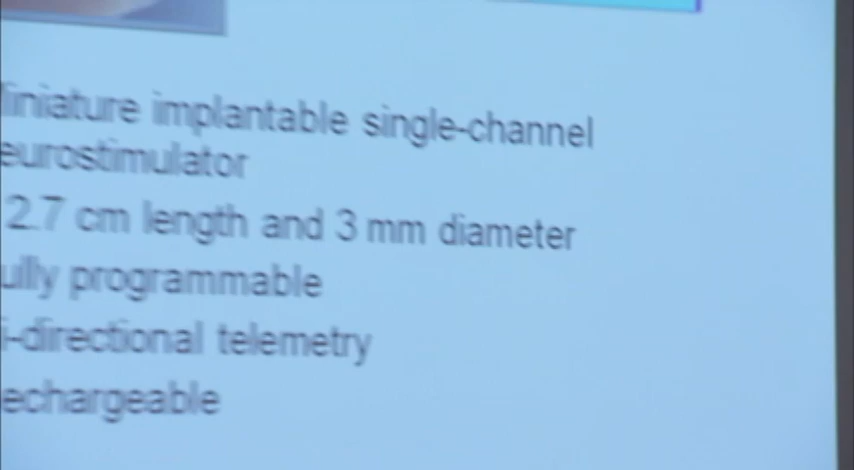 iniature implantable single-channel
eurostimulator
2.7 cm length and 3 mm diameter
ully programmable
i-directional telemetry
echargeable